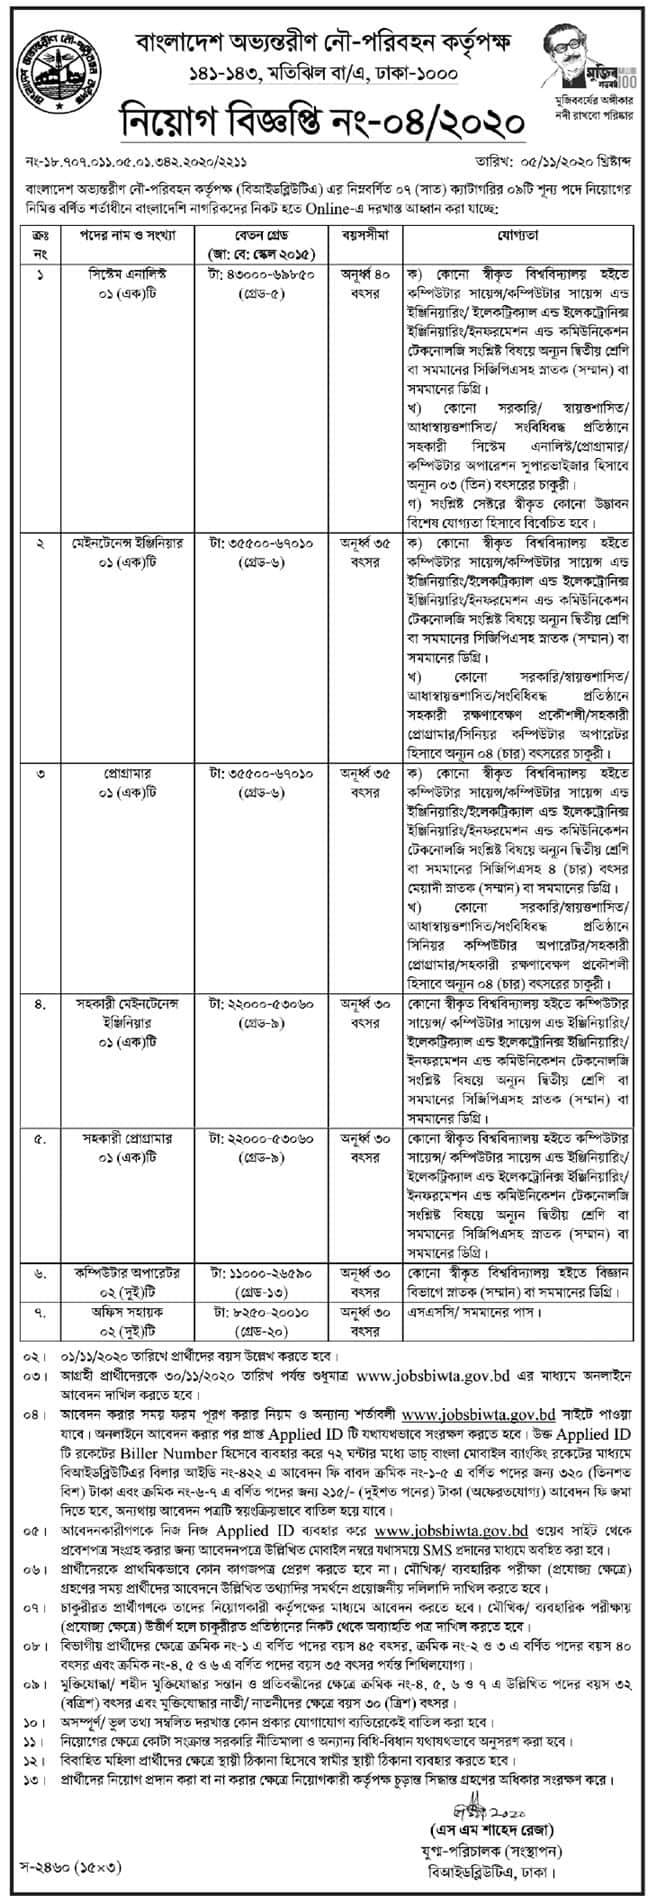 বাংলাদেশ অভ্যন্তরীণ নৌ-পরিবহন কর্তৃপক্ষ
১৪১-১৪৩, মতিঝিল বা/এ, ঢাকা-১০০০
মুজিব
100
মুজিববর্ষের অঙ্গীকার
নদী রাখবো পরিষ্কার
নিয়োগ বিজ্ঞপ্তি নং-০৪/২০২০
নং-১৮.৭০৭.০১১.০৫.০১.৩৪২.২০২০/২২১১ তারিখ: ০৫/১১/২০২০ খ্রিষ্টাব্দ
বাংলাদেশ অভ্যন্তরীণ নৌ-পরিবহন কর্তৃপক্ষ (বিআইডব্লিউটিএ) এর নিম্নবর্ণিত ০৭ (সাত) ক্যাটাগরির ০৯টি শূন্য পদে নিয়োগের
নিমিত্ত বর্ণিত শর্তাধীনে বাংলাদেশি নাগরিকদের নিকট হতে Online-এ দরখাস্ত আহ্বান করা যাচ্ছে:
ক্রঃ নং
পদের নাম ও সংখ্যা
বেতন গ্রেড
(জা: বে: স্কেল ২০১৫)
বয়সসীমা
যোগ্যতা
১
সিস্টেম এনালিস্ট
০১ (এক)টি
টা: ৪৩০০০-৬৯৮৫০
(গ্রেড-৫)
অনূর্ধ্ব ৪০
বৎসর
ক) কোনো স্বীকৃত বিশ্ববিদ্যালয় হইতে
কম্পিউটার সায়েন্স/কম্পিউটার সায়েন্স এন্ড
ইঞ্জিনিয়ারিং/ ইলেকট্রিক্যাল এন্ড ইলেকট্রোনিক্স
ইঞ্জিনিয়ারিং/ইনফরমেশন এন্ড কমিউনিকেশন
টেকনোলজি সংশ্লিষ্ট বিষয়ে অন্যূন দ্বিতীয় শ্রেণি
বা সমমানের সিজিপিএসহ স্নাতক (সম্মান) বা
সমমানের ডিগ্রি।
খ) কোনো সরকারি/ স্বায়ত্তশাসিত/
আধাস্বায়ত্তশাসিত/ সংবিধিবদ্ধ প্রতিষ্ঠানে
সহকারী সিস্টেম এনালিস্ট/প্রোগ্রামার/
কম্পিউটার অপারেশন সুপারভাইজার হিসাবে
অন্যূন ০৩ (তিন) বৎসরের চাকুরী।
গ) সংশ্লিষ্ট সেক্টরে স্বীকৃত কোনো উদ্ভাবন
বিশেষ যোগ্যতা হিসাবে বিবেচিত হবে।
২
মেইনটেনেন্স ইঞ্জিনিয়ার
০১ (এক)টি
টা: ৩৫৫০০-৬৭০১০
(গ্রেড-৬)
অনূর্ধ্ব ৩৫
বৎসর
ক) কোনো স্বীকৃত বিশ্ববিদ্যালয় হইতে
কম্পিউটার সায়েন্স/কম্পিউটার সায়েন্স এন্ড
ইঞ্জিনিয়ারিং/ইলেকট্রিক্যাল এন্ড ইলেকট্রোনিক্স
ইঞ্জিনিয়ারিং/ইনফরমেশন এন্ড কমিউনিকেশন
টেকনোলজি সংশ্লিষ্ট বিষয়ে অন্যূন দ্বিতীয় শ্রেণি
বা সমমানের সিজিপিএসহ স্নাতক (সম্মান) বা
সমমানের ডিগ্রি।
খ) কোনো সরকারি/স্বায়ত্তশাসিত/
আধাস্বায়ত্তশাসিত/সংবিধিবদ্ধ প্রতিষ্ঠানে
সহকারী রক্ষণাবেক্ষণ প্রকৌশলী/সহকারী
প্রোগ্রামার/সিনিয়র কম্পিউটার অপারেটর
হিসাবে অন্যূন ০৪ (চার) বৎসরের চাকুরী।
৩
প্রোগ্রামার
০১ (এক)টি
টা: ৩৫৫০০-৬৭০১০
(গ্রেড-৬)
অনূর্ধ্ব ৩৫
বৎসর
ক) কোনো স্বীকৃত বিশ্ববিদ্যালয় হইতে
কম্পিউটার সায়েন্স/কম্পিউটার সায়েন্স এন্ড
ইঞ্জিনিয়ারিং/ইলেকট্রিক্যাল এন্ড ইলেকট্রোনিক্স
ইঞ্জিনিয়ারিং/ইনফরমেশন এন্ড কমিউনিকেশন
টেকনোলজি সংশ্লিষ্ট বিষয়ে অন্যূন দ্বিতীয় শ্রেণি
বা সমমানের সিজিপিএসহ ৪ (চার) বৎসর
মেয়াদী স্নাতক (সম্মান) বা সমমানের ডিগ্রি।
খ) কোনো সরকারি/স্বায়ত্তশাসিত/
আধাস্বায়ত্তশাসিত/সংবিধিবদ্ধ প্রতিষ্ঠানে
সিনিয়র কম্পিউটার অপারেটর/সহকারী
প্রোগ্রামার/সহকারী রক্ষণাবেক্ষণ প্রকৌশলী
হিসাবে অন্যূন ০৪ (চার) বৎসরের চাকুরী।
৪.
সহকারী মেইনটেনেন্স
ইঞ্জিনিয়ার
০১ (এক)টি
টা: ২২০০০-৫৩০৬০
(গ্রেড-৯)
অনূর্ধ্ব ৩০
বৎসর
কোনো স্বীকৃত বিশ্ববিদ্যালয় হইতে কম্পিউটার
সায়েন্স/ কম্পিউটার সায়েন্স এন্ড ইঞ্জিনিয়ারিং/
ইলেকট্রিক্যাল এন্ড ইলেকট্রোনিক্স ইঞ্জিনিয়ারিং/
ইনফরমেশন এন্ড কমিউনিকেশন টেকনোলজি
সংশ্লিষ্ট বিষয়ে অন্যূন দ্বিতীয় শ্রেণি বা
সমমানের সিজিপিএসহ স্নাতক (সম্মান) বা
সমমানের ডিগ্রি।
৫.
সহকারী প্রোগ্রামার
০১ (এক)টি
টা: ২২০০০-৫৩০৬০
(গ্রেড-৯)
অনূর্ধ্ব ৩০
বৎসর
কোনো স্বীকৃত বিশ্ববিদ্যালয় হইতে কম্পিউটার
সায়েন্স/ কম্পিউটার সায়েন্স এন্ড ইঞ্জিনিয়ারিং/
ইলেকট্রিক্যাল এন্ড ইলেকট্রোনিক্স ইঞ্জিনিয়ারিং/
ইনফরমেশন এন্ড কমিউনিকেশন টেকনোলজি
সংশ্লিষ্ট বিষয়ে অন্যূন দ্বিতীয় শ্রেণি বা
সমমানের সিজিপিএসহ স্নাতক (সম্মান) বা
সমমানের ডিগ্রি।
৬.
কম্পিউটার অপারেটর
০২ (দুই)টি
টা: ১১০০০-২৬৫৯০
(গ্রেড-১৩)
অনূর্ধ্ব ৩০
বৎসর
কোনো স্বীকৃত বিশ্ববিদ্যালয় হইতে বিজ্ঞান
বিভাগে স্নাতক (সম্মান) বা সমমানের ডিগ্রি।
৭.
অফিস সহায়ক
০২ (দুই)টি
টা: ৮২৫০-২০০১০
(গ্রেড-২০)
অনূর্ধ্ব ৩০
বৎসর
এসএসসি/ সমমানের পাস।
০২। ০১/১১/২০২০ তারিখে প্রার্থীদের বয়স উল্লেখ করতে হবে।
০৩। আগ্রহী প্রার্থীদেরকে ৩০/১১/২০২০ তারিখ পর্যন্ত শুধুমাত্র www.jobsbiwta.gov.bd এর মাধ্যমে অনলাইনে
আবেদন দাখিল করতে হবে।
০৪। আবেদন করার সময় ফরম পূরণ করার নিয়ম ও অন্যান্য শর্তাবলী www.jobsbiwta.gov.bd সাইটে পাওয়া
যাবে। অনলাইনে আবেদন করার পর প্রাপ্ত Applied ID টি যথাযথভাবে সংরক্ষণ করতে হবে। উক্ত Applied ID
টি রকেটের Biller Number হিসেবে ব্যবহার করে ৭২ ঘন্টার মধ্যে ডাচ্ বাংলা মোবাইল ব্যাংকিং রকেটের মাধ্যমে
বিআইডব্লিউটিএর বিলার আইডি নং-৪২২ এ আবেদন ফি বাবদ ক্রমিক নং-১-৫ এ বর্ণিত পদের জন্য ৩২০ (তিনশত
বিশ) টাকা এবং ক্রমিক নং-৬-৭ এ বর্ণিত পদের জন্য ২১৫/- (দুইশত পনের) টাকা (অফেরতযোগ্য) আবেদন ফি জমা
দিতে হবে, অন্যথায় আবেদন পত্রটি স্বয়ংক্রিয়ভাবে বাতিল হয়ে যাবে।
০৫। আবেদনকারীগণকে নিজ নিজ Applied ID ব্যবহার করে www.jobsbiwta.gov.bd ওয়েব সাইট থেকে
প্রবেশপত্র সংগ্রহ করার জন্য আবেদনপত্রে উল্লিখিত মোবাইল নম্বরে যথাসময়ে SMS প্রদানের মাধ্যমে অবহিত করা হবে।
০৬। প্রার্থীদেরকে প্রাথমিকভাবে কোন কাগজপত্র প্রেরণ করতে হবে না। মৌখিক/ ব্যবহারিক পরীক্ষা (প্রযোজ্য ক্ষেত্রে)
গ্রহণের সময় প্রার্থীদের আবেদনে উল্লিখিত তথ্যাদির সমর্থনে প্রয়োজনীয় দলিলাদি দাখিল করতে হবে।
০৭। চাকুরীরত প্রার্থীগণকে তাদের নিয়োগকারী কর্তৃপক্ষের মাধ্যমে আবেদন করতে হবে। মৌখিক/ ব্যবহারিক পরীক্ষায়
(প্রযোজ্য ক্ষেত্রে) উত্তীর্ণ হলে চাকুরীরত প্রতিষ্ঠানের নিকট থেকে অব্যাহতি পত্র দাখিল করতে হবে।
০৮। বিভাগীয় প্রার্থীদের ক্ষেত্রে ক্রমিক নং-১ এ বর্ণিত পদের বয়স ৪৫ বৎসর, ক্রমিক নং-২ ও ৩ এ বর্ণিত পদের বয়স ৪০
বৎসর এবং ক্রমিক নং-৪, ৫ ও ৬ এ বর্ণিত পদের বয়স ৩৫ বৎসর পর্যন্ত শিথিলযোগ্য।
০৯। মুক্তিযোদ্ধা/ শহীদ মুক্তিযোদ্ধার সন্তান ও প্রতিবন্ধীদের ক্ষেত্রে ক্রমিক নং-৪, ৫, ৬ ও ৭ এ উল্লিখিত পদের বয়স ৩২
(বত্রিশ) বৎসর এবং মুক্তিযোদ্ধার নাতী/ নাতনীদের ক্ষেত্রে বয়স ৩০ (ত্রিশ) বৎসর।
১০। অসম্পূর্ণ/ ভুল তথ্য সম্বলিত দরখাস্ত কোন প্রকার যোগাযোগ ব্যতিরেকেই বাতিল করা হবে।
১১। নিয়োগের ক্ষেত্রে কোটা সংক্রান্ত সরকারি নীতিমালা ও অন্যান্য বিধি-বিধান যথাযথভাবে অনুসরণ করা হবে।
১২। বিবাহিত মহিলা প্রার্থীদের ক্ষেত্রে স্থায়ী ঠিকানা হিসেবে স্বামীর স্থায়ী ঠিকানা ব্যবহার করতে হবে।
১৩। প্রার্থীদের নিয়োগ প্রদান করা বা না করার ক্ষেত্রে নিয়োগকারী কর্তৃপক্ষ চূড়ান্ত সিদ্ধান্ত গ্রহণের অধিকার সংরক্ষণ করে।
(এস এম শাহেদ রেজা)
যুগ্ম-পরিচালক (সংস্থাপন)
বিআইডব্লিউটিএ, ঢাকা।
স-২৪৬০ (১৫×৩)